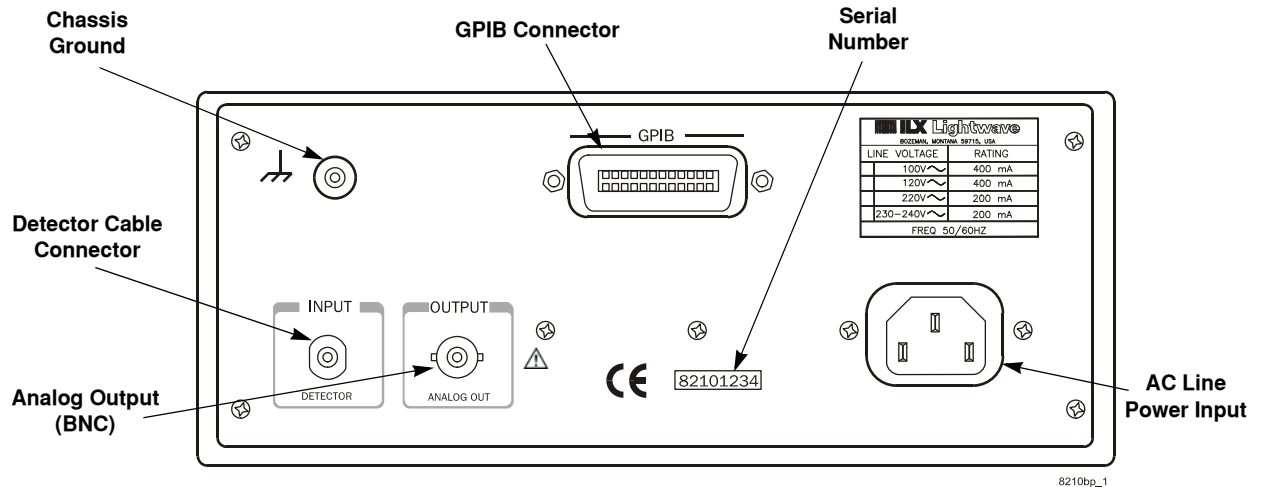 Chassis
Ground
GPIB Connector
Serial
Number
GPIB
ILX Lightwave
BOZEMAN, MONTANA 59715, USA
LINE VOLTAGE RATING
100V～ 400 mA
120V～ 400 mA
220V～ 200 mA
230-240V～ 200 mA
FREQ 50/60HZ
Detector Cable
Connector
INPUT
OUTPUT
DETECTOR
ANALOG OUT
CE
82101234
Analog Output
(BNC)
AC Line
Power Input
8210bp_1